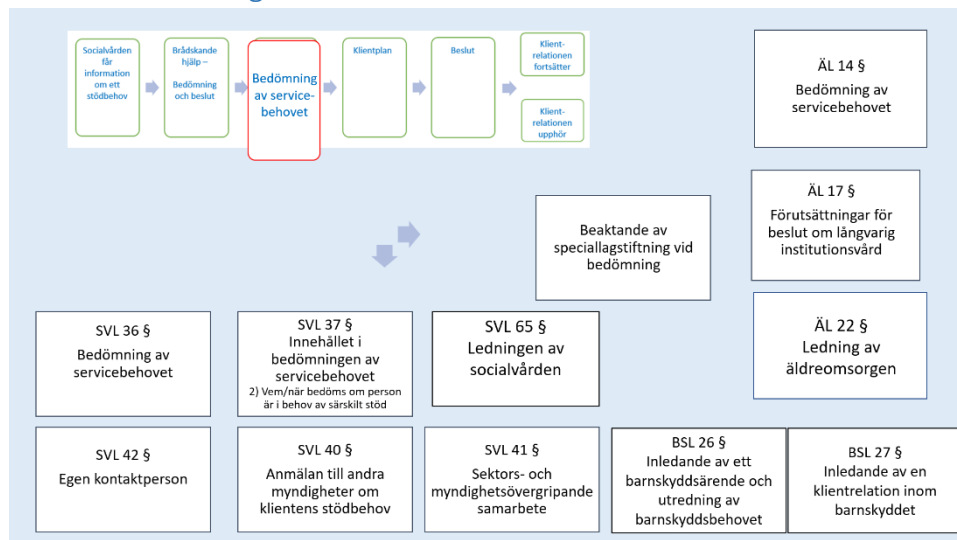 Socialvården
får
information
om ett
stödbehov
Brådskande
hjälp –
Bedömning
och beslut
Bedömning
av service-
behovet
Klientplan
Beslut
Klient-
relationen
fortsätter
Klient-
relationen
upphör
ÄL 14 §
Bedömning av
servicebehovet
ÄL 17 §
Förutsättningar för
beslut om långvarig
institutionsvård
Beaktande av
speciallagstiftning vid
bedömning
ÄL 22 §
Ledning av
äldreomsorgen
SVL 36 §
Bedömning av
servicebehovet
SVL 37 §
Innehållet i
bedömningen av
servicebehovet
2) Vem/när bedöms om person
är i behov av särskilt stöd
SVL 65 §
Ledningen av
socialvården
SVL 42 §
Egen kontaktperson
SVL 40 §
Anmälan till andra
myndigheter om
klientens stödbehov
SVL 41 §
Sektors- och
myndighetsövergripande
samarbete
BSL 26 §
Inledande av ett
barnskyddsärende och
utredning av
barnskyddsbehovet
BSL 27 §
Inledande av en
klientrelation inom
barnskyddet